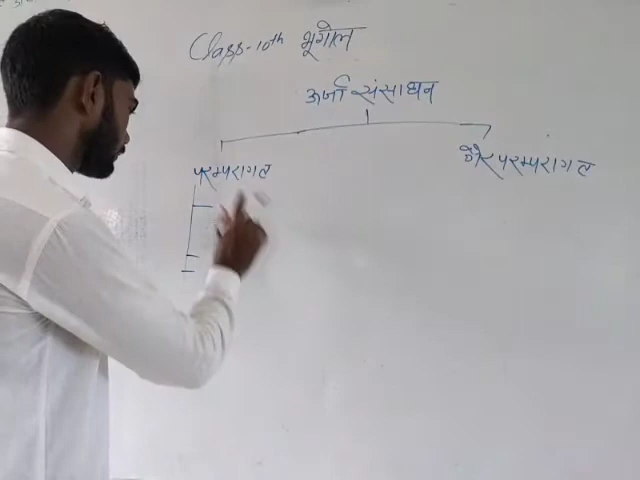 Class-10th भूगोल
ऊर्जा संसाधन
परम्परागत
गैर परम्परागत